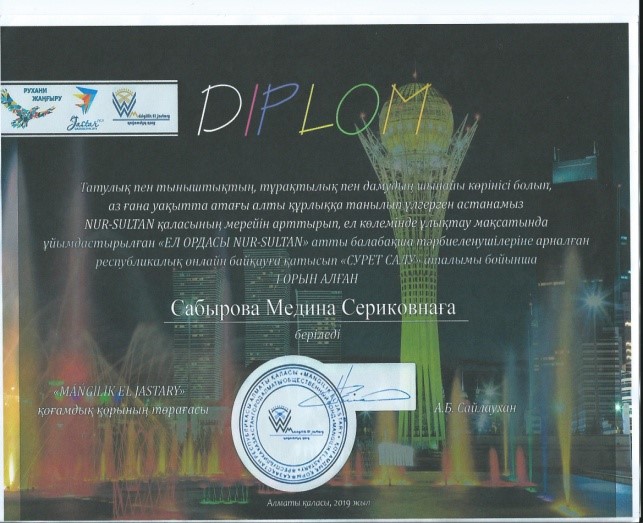 РУХАНИ
ЖАҢҒЫРУ
Jastar
DIPLOM
Татулық пен тыныштықтың, тұрақтылық пен дамудың шынайы көрінісі болып,
аз ғана уақытта атағы алты құрлыққа танылып үлгерген астанамыз
NUR-SULTAN қаласының мерейін арттырып, ел көлемінде ұлықтау мақсатында
ұйымдастырылған «ЕЛ ОРДАСЫ NUR-SULTAN» атты балабақша тәрбиеленушілеріне арналған
республикалық онлайн байқауға қатысып «СУРЕТ САЛУ» аталымы бойынша
І ОРЫН АЛҒАН
Сабырова Медина Сериковнаға
беріледі
«MANGILIK EL JASTARY»
қоғамдық қорының төрағасы
А.Б. Сайлаухан
Алматы қаласы, 2019 жыл